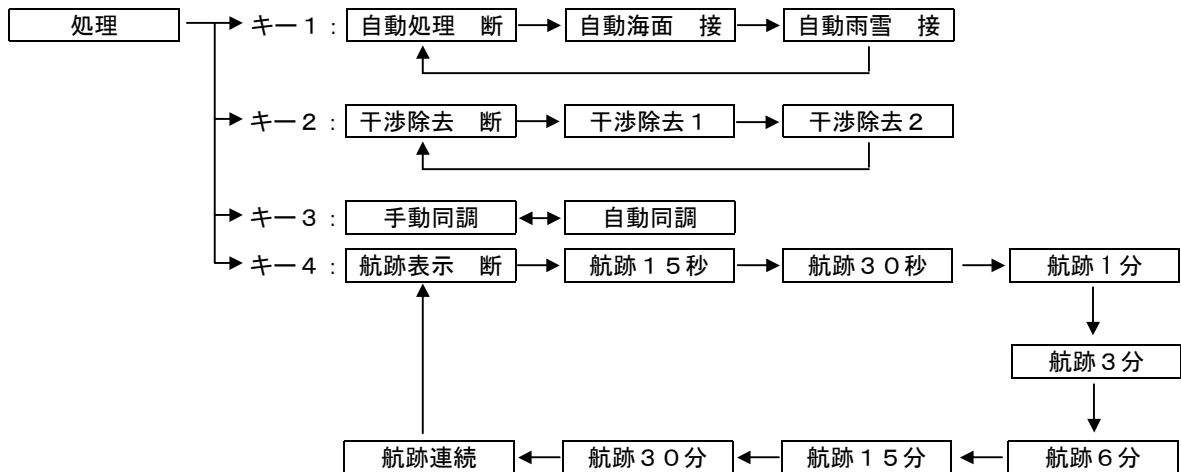 処理 キー1 : 自動処理 断 自動海面 接 自動雨雪 接
キー2 : 干渉除去 断 干渉除去1 干渉除去2
キー3 : 手動同調 自動同調
キー4 : 航跡表示 断 航跡15秒 航跡30秒 航跡1分
航跡3分
航跡連続 航跡30分 航跡15分 航跡6分